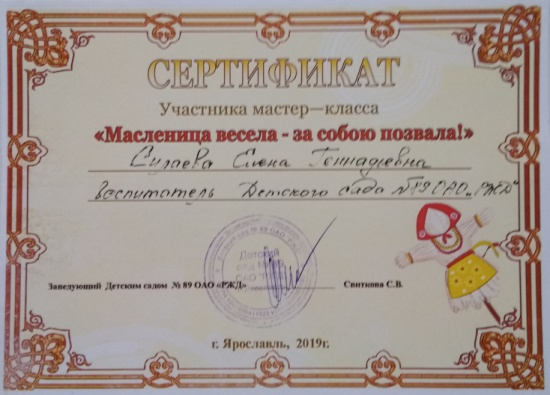 СЕРТИФИКАТ
Участника мастер—класса
«Масленица весела - за собою позвала!»
Елена Геннадьевна
воспитатель Детского сада №89 ОАО „РЖД“
Детский
Заведующий Детским садом № 89 ОАО «РЖД» Свиткова С.В.
г. Ярославль, 2019г.